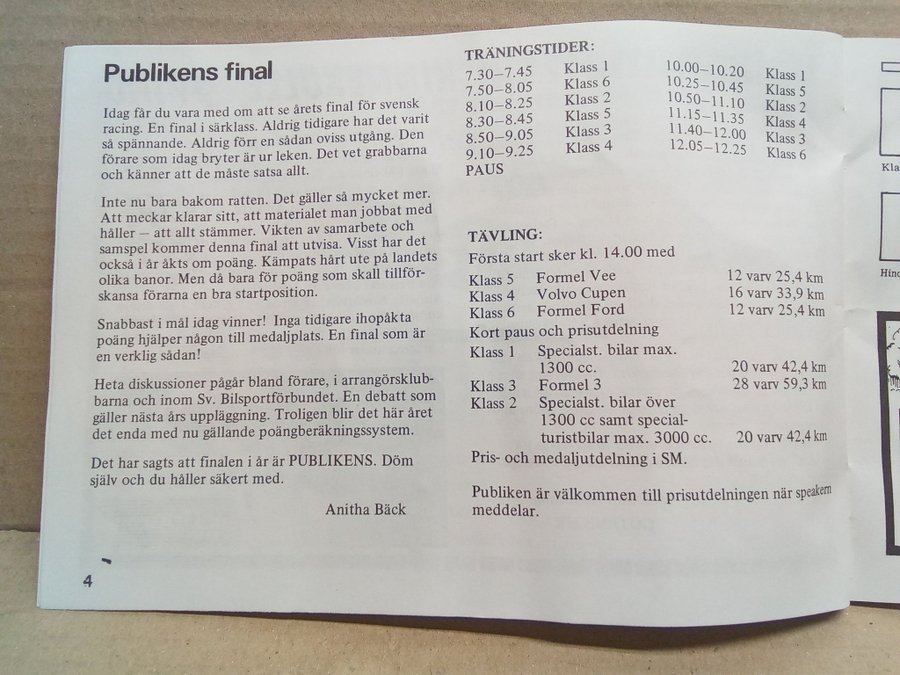 Publikens final
Idag får du vara med om att se årets final för svensk
racing. En final i särklass. Aldrig tidigare har det varit
så spännande. Aldrig förr en sådan oviss utgång. Den
förare som idag bryter är ur leken. Det vet grabbarna
och känner att de måste satsa allt.
Inte nu bara bakom ratten. Det gäller så mycket mer.
Att meckar klarar sitt, att materialet man jobbat med
håller – att allt stämmer. Vikten av samarbete och
samspel kommer denna final att utvisa. Visst har det
också i år åkts om poäng. Kämpats hårt ute på landets
olika banor. Men då bara för poäng som skall tillför-
skansa förarna en bra startposition.
Snabbast i mål idag vinner! Inga tidigare ihopåkta
poäng hjälper någon till medaljplats. En final som är
en verklig sådan!
Heta diskussioner pågår bland förare, i arrangörsklub-
barna och inom Sv. Bilsportförbundet. En debatt som
gäller nästa års uppläggning. Troligen blir det här året
det enda med nu gällande poängberäkningssystem.
Det har sagts att finalen i år är PUBLIKENS. Döm
själv och du håller säkert med.
Anitha Bäck
4
TRÄNINGSTIDER:
7.30–7.45 Klass 1 10.00–10.20 Klass 1
7.50–8.05 Klass 6 10.25–10.45 Klass 5
8.10–8.25 Klass 2 10.50–11.10 Klass 2
8.30–8.45 Klass 5 11.15–11.35 Klass 4
8.50–9.05 Klass 3 11.40–12.00 Klass 3
9.10–9.25 Klass 4 12.05–12.25 Klass 6
PAUS
TÄVLING:
Första start sker kl. 14.00 med
Klass 5 Formel Vee 12 varv 25,4 km
Klass 4 Volvo Cupen 16 varv 33,9 km
Klass 6 Formel Ford 12 varv 25,4 km
Kort paus och prisutdelning
Klass 1 Specialst. bilar max.
1300 cc. 20 varv 42,4 km
Klass 3 Formel 3 28 varv 59,3 km
Klass 2 Specialst. bilar över
1300 cc samt special-
turistbilar max. 3000 cc. 20 varv 42,4 km
Pris- och medaljutdelning i SM.
Publiken är välkommen till prisutdelningen när speakern
meddelar.
Kla
Hind